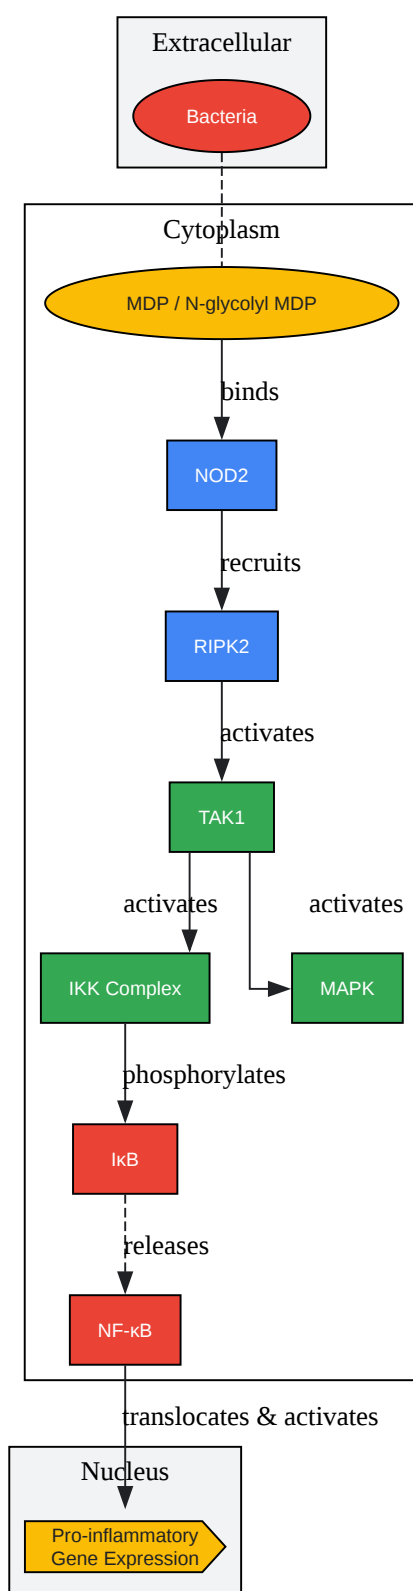 Extracellular
Bacteria
Cytoplasm
MDP / N-glycolyl MDP
binds
NOD2
recruits
RIPK2
activates
TAK1
activates
activates
IKK Complex
MAPK
phosphorylates
IκB
releases
NF-κB
translocates & activates
Nucleus
Pro-inflammatory
Gene Expression